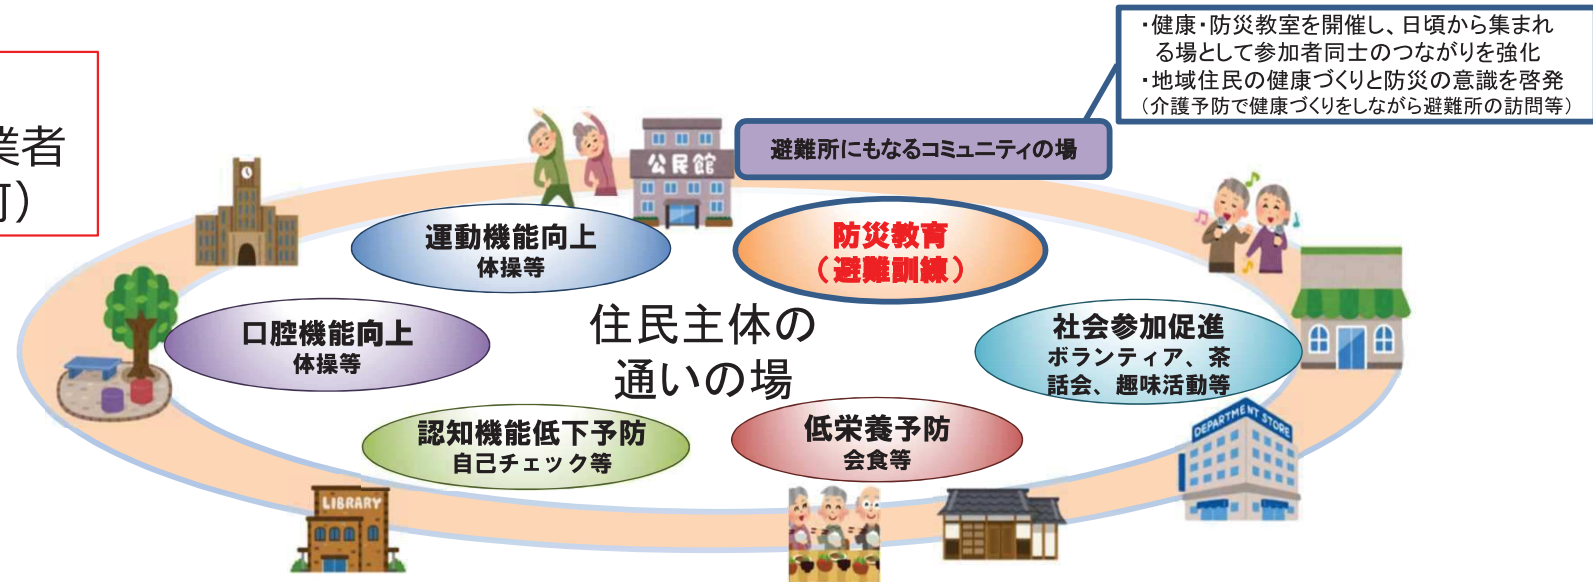 ・健康・防災教室を開催し、日頃から集まれ
る場として参加者同士のつながりを強化
・地域住民の健康づくりと防災の意識を啓発
(介護予防で健康づくりをしながら避難所の訪問等)
業者
町)
公民館
避難所にもなるコミュニティの場
運動機能向上
体操等
防災教育
(避難訓練)
口腔機能向上
体操等
住民主体の
通いの場
社会参加促進
ボランティア、茶
話会、趣味活動等
認知機能低下予防
自己チェック等
低栄養予防
会食等
DEPARTMENT STORE
LIBRARY